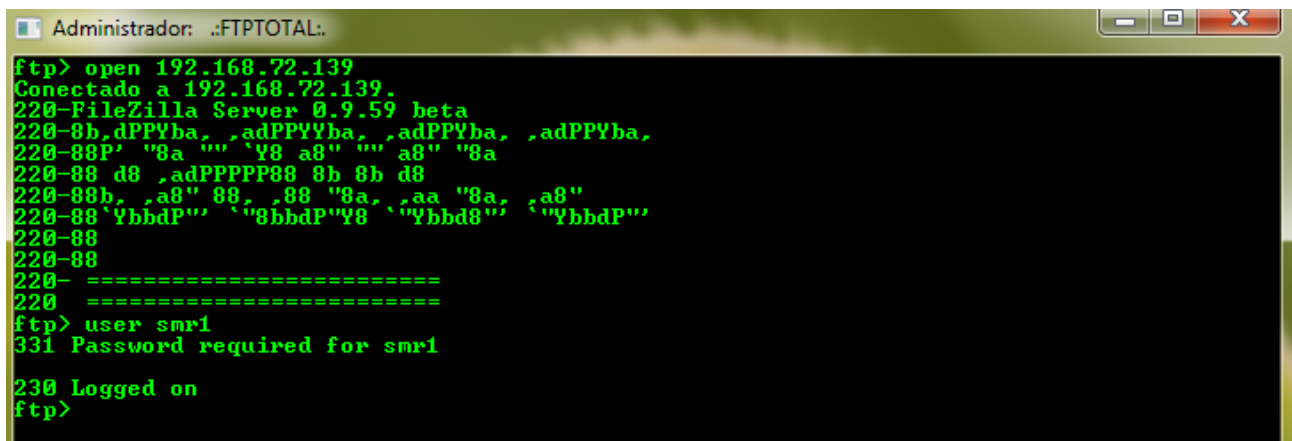 Administrador:  .:FTPTOTAL:.
ftp> open 192.168.72.139
Conectado a 192.168.72.139.
220-FileZilla Server 0.9.59 beta
220-8b,dPPYba, ,adPPYYba, ,adPPYba, ,adPPYba,
220-88P' "8a "" `Y8 a8" "" a8" "8a
220-88 d8 ,adPPPPP88 8b 8b d8
220-88b, ,a8" 88, ,88 "8a, ,aa "8a, ,a8"
220-88`YbbdP"' `"8bbdP"Y8 `"Ybbd8"' `"YbbdP"'
220-88
220-88
220- =========================
220  =========================
ftp> user smr1
331 Password required for smr1
230 Logged on
ftp>